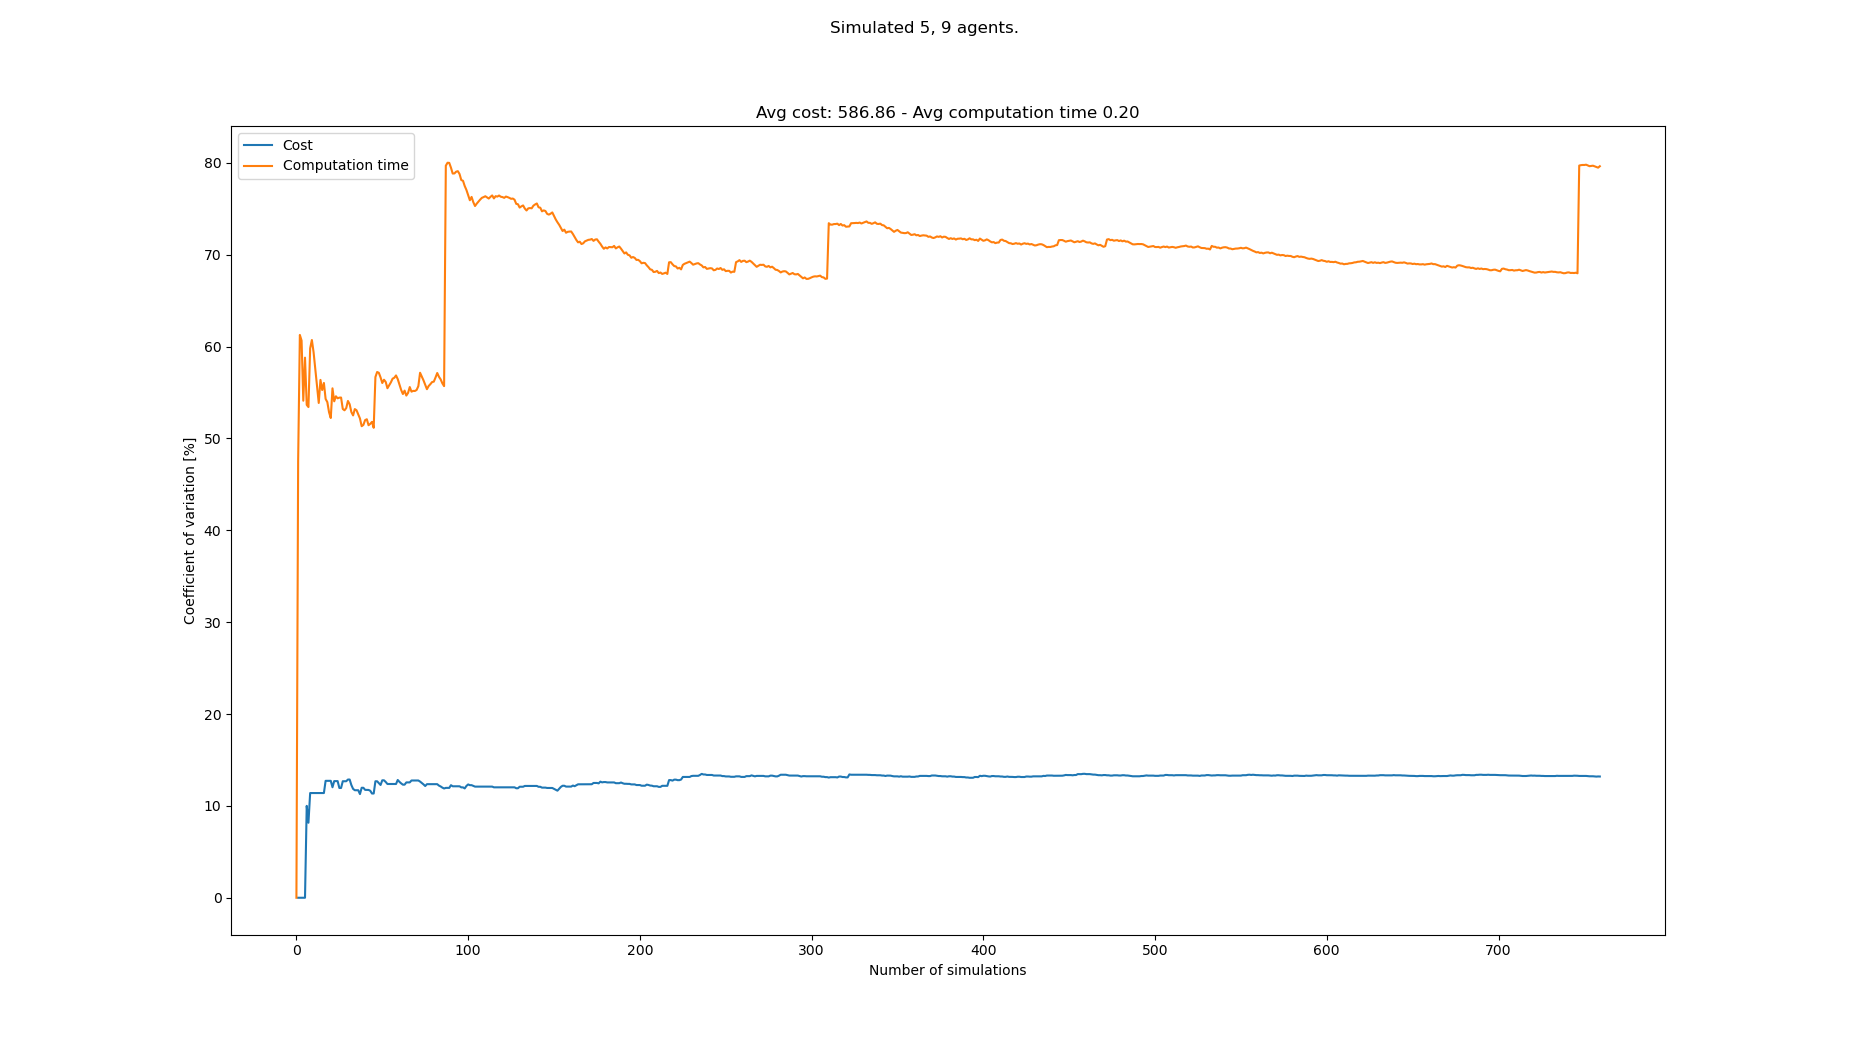 Simulated 5, 9 agents.
Avg cost: 586.86 - Avg computation time 0.20
Cost
Computation time
80
70
60
50
40
30
20
10
0
Coefficient of variation [%]
0 100 200 300 400 500 600 700
Number of simulations